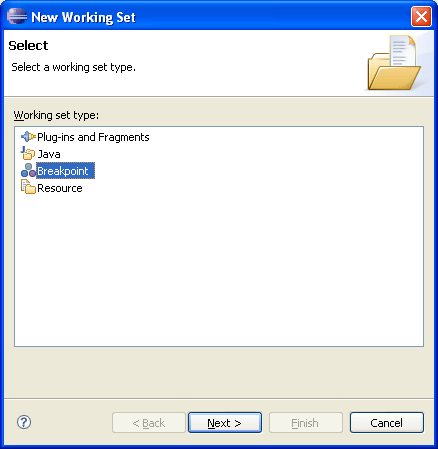 New Working Set
Select
Select a working set type.
Working set type:
Plug-ins and Fragments
Java
Breakpoint
Resource
< Back
Next >
Finish
Cancel